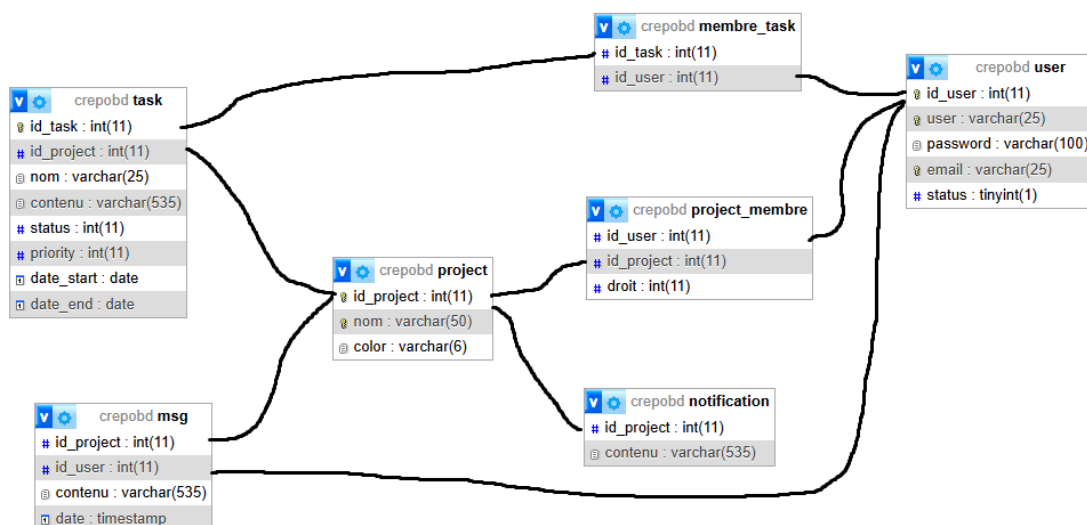 crepobd task
id_task : int(11)
id_project : int(11)
nom : varchar(25)
contenu : varchar(535)
status : int(11)
priority : int(11)
date_start : date
date_end : date
crepobd membre_task
id_task : int(11)
id_user : int(11)
crepobd user
id_user : int(11)
user : varchar(25)
password : varchar(100)
email : varchar(25)
status : tinyint(1)
crepobd project_membre
id_user : int(11)
id_project : int(11)
droit : int(11)
crepobd project
id_project : int(11)
nom : varchar(50)
color : varchar(6)
crepobd notification
id_project : int(11)
contenu : varchar(535)
crepobd msg
id_project : int(11)
id_user : int(11)
contenu : varchar(535)
date : timestamp